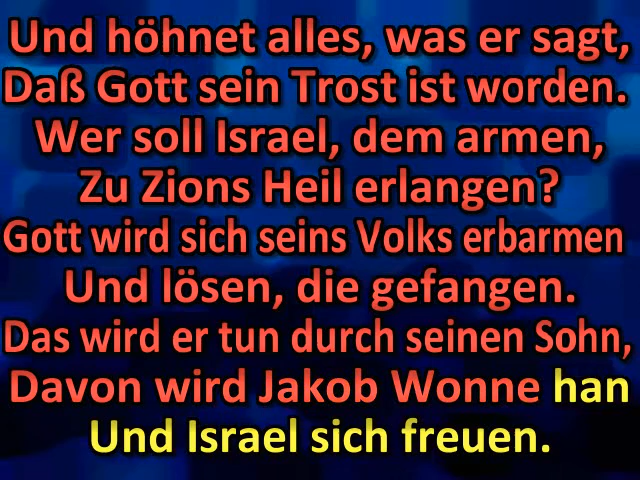 Und höhnet alles, was er sagt,
Daß Gott sein Trost ist worden.
Wer soll Israel, dem armen,
Zu Zions Heil erlangen?
Gott wird sich seins Volks erbarmen
Und lösen, die gefangen.
Das wird er tun durch seinen Sohn,
Davon wird Jakob Wonne han
Und Israel sich freuen.